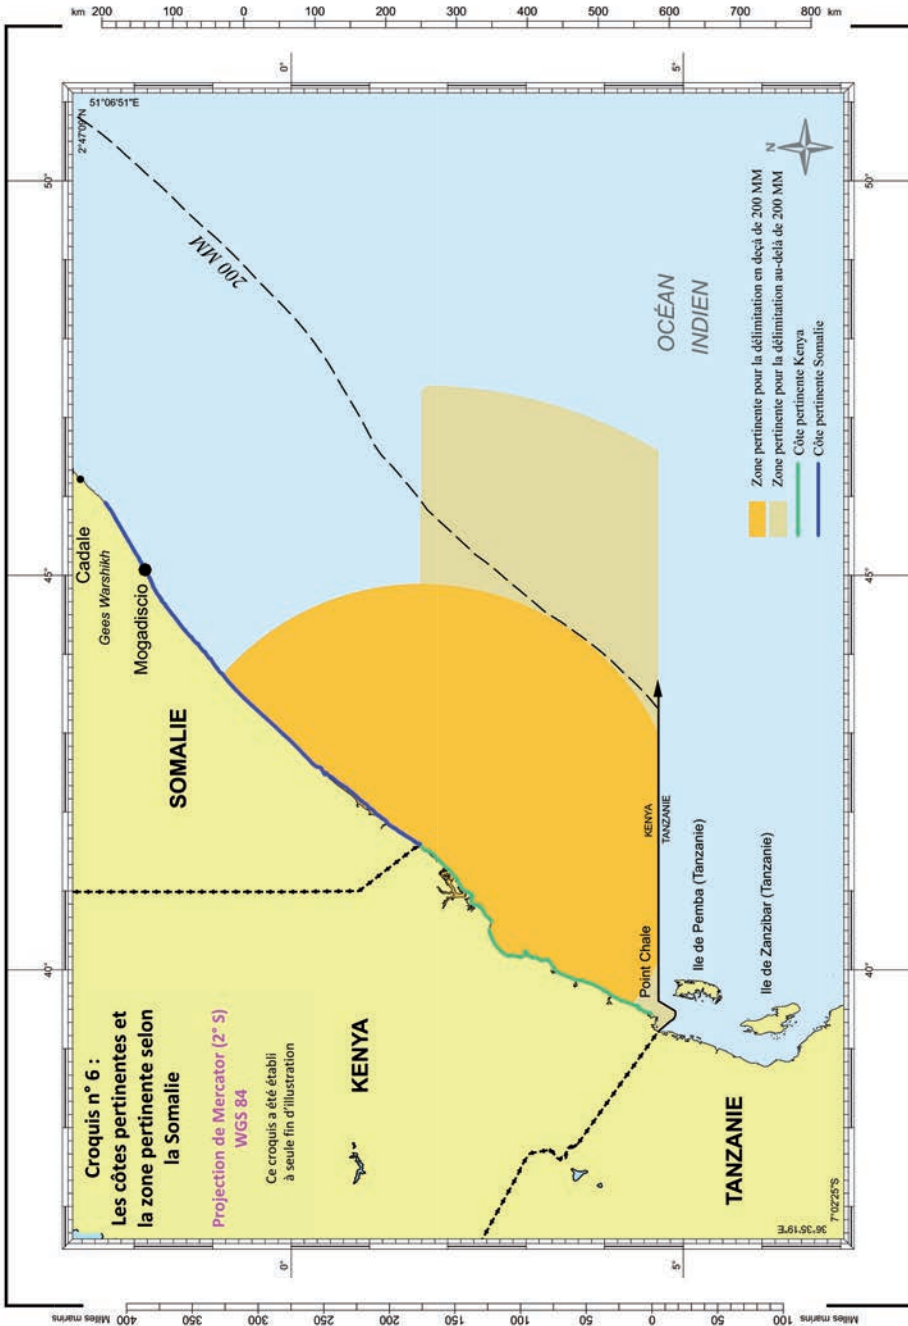 Croquis n° 6 :
Les côtes pertinentes et
la zone pertinente selon
la Somalie
Projection de Mercator (2° S)
WGS 84
Ce croquis a été établi
à seule fin d'illustration
40°
45°
50°
40°
45°
50°
0°
5°
0°
5°
2°47'09"N
51°06'51"E
36°35'19"E
7°02'25"S
Cadale
Gees Warshikh
Mogadiscio
SOMALIE
KENYA
TANZANIE
200 MM
Point Chale
KENYA
TANZANIE
Ile de Pemba (Tanzanie)
Ile de Zanzibar (Tanzanie)
OCÉAN
INDIEN
Zone pertinente pour la délimitation en deçà de 200 MM
Zone pertinente pour la délimitation au-delà de 200 MM
Côte pertinente Kenya
Côte pertinente Somalie
N
km 200 100 0 100 200 300 400 500 600 700 800 km
Milles marins 400 350 300 250 200 150 100 50 0 50 100 Milles marins